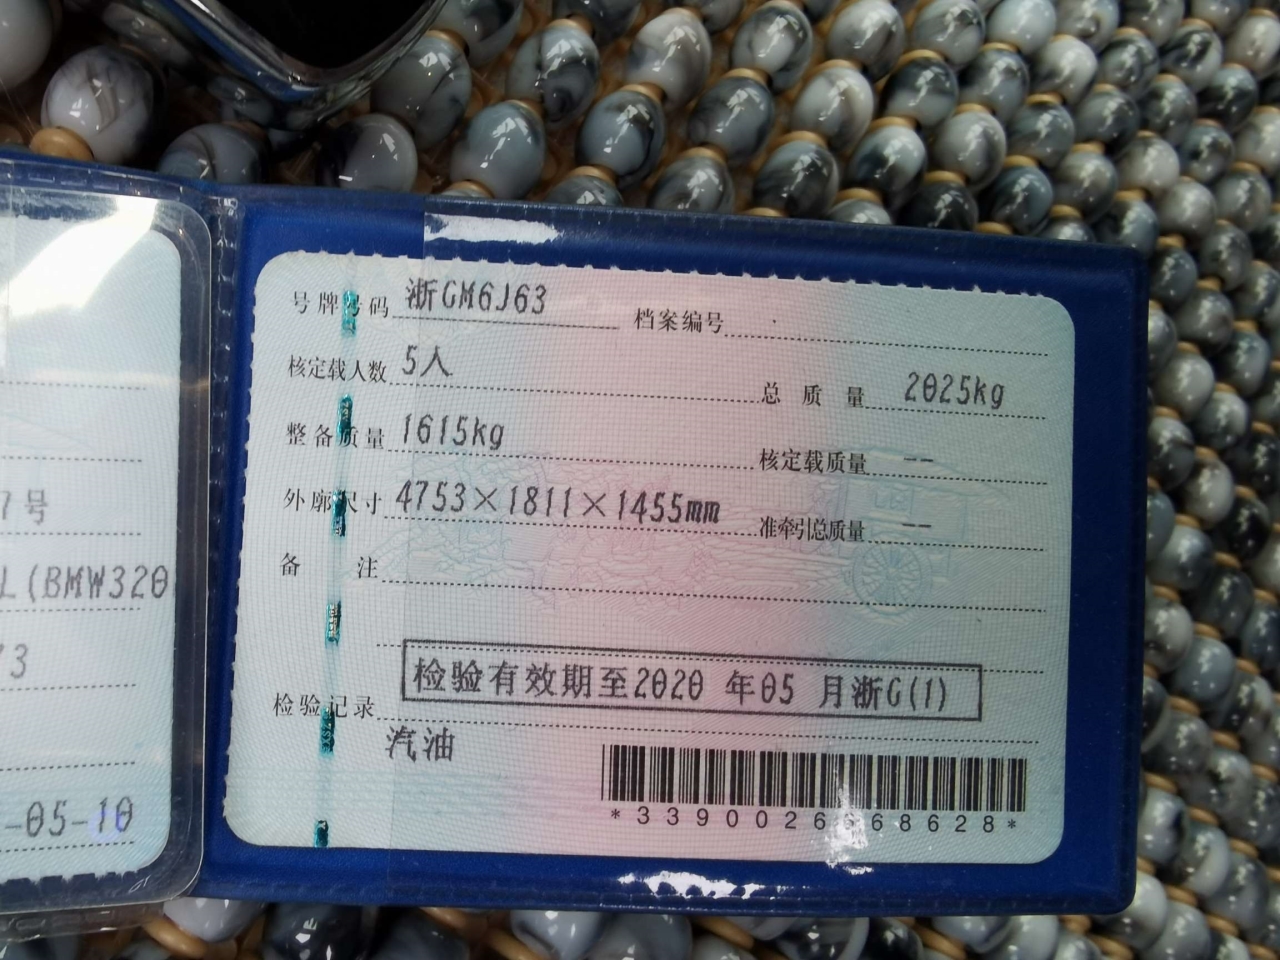 7号
L(BMW320
73
-05-10
号牌号码 浙GM6J63 档案编号
核定载人数 5人 总质量 2025kg
整备质量 1615kg 核定载质量 --
外廓尺寸 4753×1811×1455mm 准牵引总质量 --
备注
检验记录 检验有效期至2020 年05 月浙G(1)
汽油
*3390026668628*